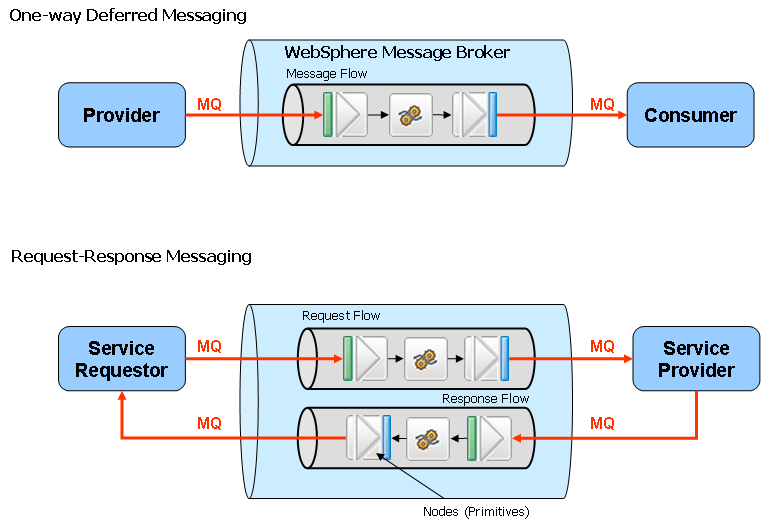 One-way Deferred Messaging
WebSphere Message Broker
Message Flow
Provider
MQ
MQ
Consumer
Request-Response Messaging
Request Flow
Service
Requestor
MQ
MQ
Service
Provider
Response Flow
MQ
MQ
Nodes (Primitives)